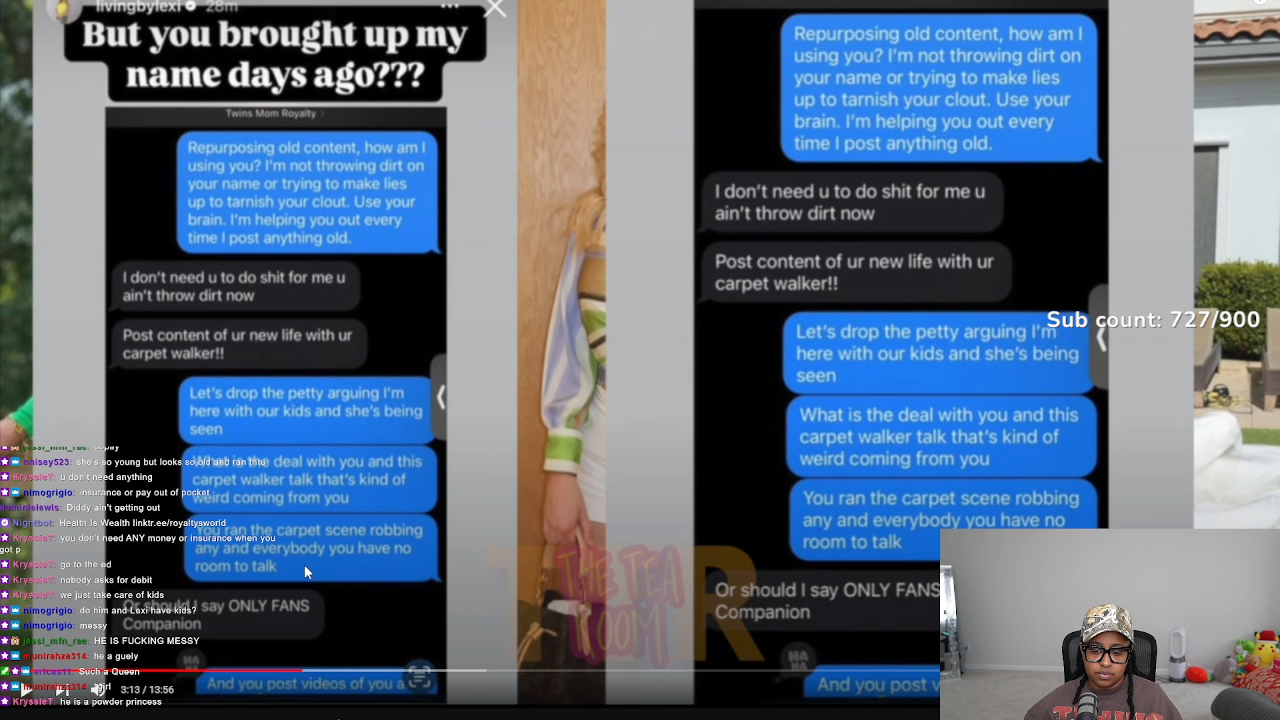 livingbylexi 28m
But you brought up my
name days ago???
Twins Mom Royalty
Repurposing old content, how am I
using you? I'm not throwing dirt on
your name or trying to make lies
up to tarnish your clout. Use your
brain. I'm helping you out every
time I post anything old.
I don't need u to do shit for me u
ain't throw dirt now
Post content of ur new life with ur
carpet walker!!
Let's drop the petty arguing I'm
here with our kids and she's being
seen
What is the deal with you and this
carpet walker talk that's kind of
weird coming from you
You ran the carpet scene robbing
any and everybody you have no
room to talk
Or should I say ONLY FANS
Companion
And you post videos of you a
Repurposing old content, how am I
using you? I'm not throwing dirt on
your name or trying to make lies
up to tarnish your clout. Use your
brain. I'm helping you out every
time I post anything old.
I don't need u to do shit for me u
ain't throw dirt now
Post content of ur new life with ur
carpet walker!!
Let's drop the petty arguing I'm
here with our kids and she's being
seen
What is the deal with you and this
carpet walker talk that's kind of
weird coming from you
You ran the carpet scene robbing
any and everybody you have no
room to talk
Or should I say ONLY FANS
Companion
And you post v
Sub count: 727/900
THE TEA
ROOM
nnisey523: she s so young but looks so old and ran thru
KryssieT: u don't need anything
nimogrigio: insurance or pay out of pocket
Diddy ain't getting out
Nightbot: Health is Wealth linktr.ee/royaltysworld
KryssieT: you don't need ANY money or insurance when you
got p
KryssieT: go to the ed
KryssieT: nobody asks for debit
KryssieT: we just take care of kids
nimogrigio: do him and Lexi have kids?
nimogrigio: messy
jessi_mfn_rae: HE IS FUCKING MESSY
munirahza314: he a guely
ericas11: Such a Queen
munirahza314: girl
KryssieT: he is a powder princess
3:13 / 13:56